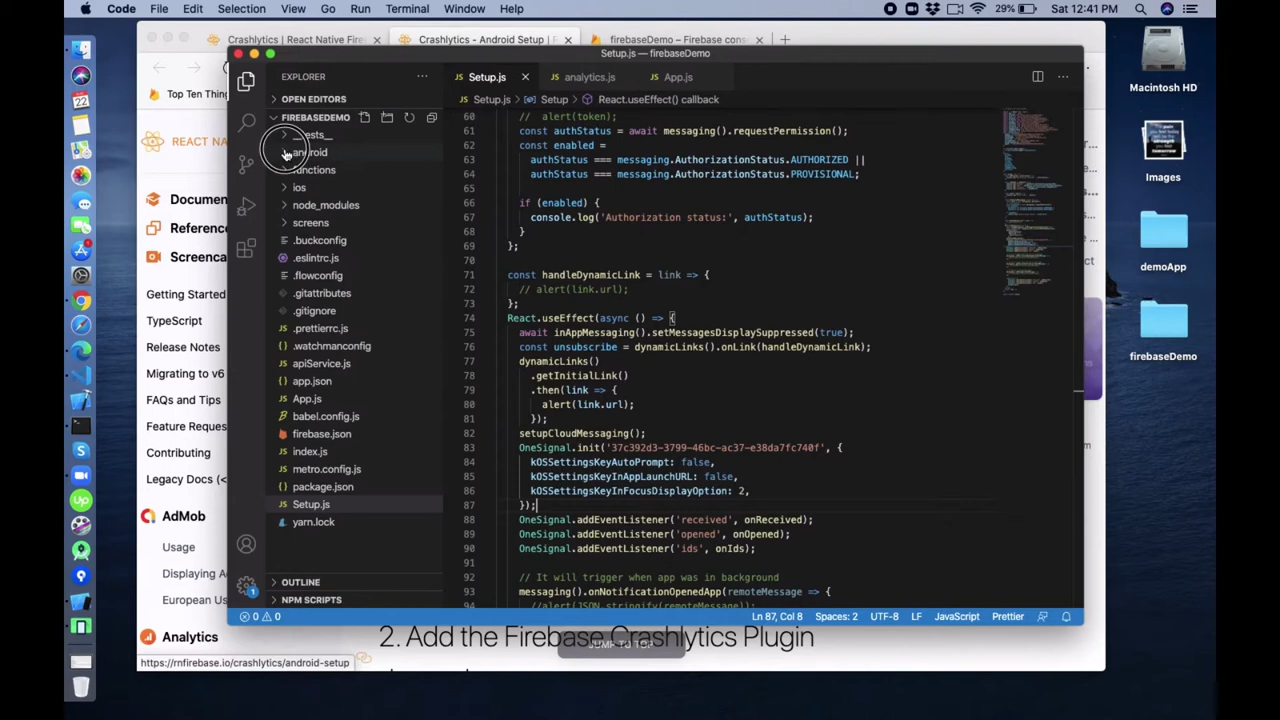 Code File Edit Selection View Go Run Terminal Window Help
29% Sat 12:41 PM
Crashlytics | React Native Fire
Crashlytics - Android Setup |
firebaseDemo – Firebase cons
Top Ten Thing
REACT NA
Documen
Reference
Screenca
Getting Started
TypeScript
Release Notes
Migrating to v6
FAQs and Tips
Feature Reques
Contributing
Legacy Docs (<
AdMob
Usage
Displaying A
European Us
Analytics
https://rnfirebase.io/crashlytics/android-setup
Setup.js — firebaseDemo
EXPLORER
OPEN EDITORS
FIREBASEDEMO
ests__
android
functions
ios
node_modules
screens
.buckconfig
.eslintrc.js
.flowconfig
.gitattributes
.gitignore
.prettierrc.js
.watchmanconfig
apiService.js
app.json
App.js
babel.config.js
firebase.json
index.js
metro.config.js
package.json
Setup.js
yarn.lock
OUTLINE
NPM SCRIPTS
Setup.js
analytics.js
App.js
Setup.js > Setup > React.useEffect() callback
60 // alert(token);
61 const authStatus = await messaging().requestPermission();
62 const enabled =
63 authStatus === messaging.AuthorizationStatus.AUTHORIZED ||
64 authStatus === messaging.AuthorizationStatus.PROVISIONAL;
65
66 if (enabled) {
67 console.log('Authorization status:', authStatus);
68 }
69 };
70
71 const handleDynamicLink = link => {
72 // alert(link.url);
73 };
74 React.useEffect(async () => {
75 await inAppMessaging().setMessagesDisplaySuppressed(true);
76 const unsubscribe = dynamicLinks().onLink(handleDynamicLink);
77 dynamicLinks()
78 .getInitialLink()
79 .then(link => {
80 alert(link.url);
81 });
82 setupCloudMessaging();
83 OneSignal.init('37c392d3-3799-46bc-ac37-e38da7fc740f', {
84 kOSSettingsKeyAutoPrompt: false,
85 kOSSettingsKeyInAppLaunchURL: false,
86 kOSSettingsKeyInFocusDisplayOption: 2,
87 });
88 OneSignal.addEventListener('received', onReceived);
89 OneSignal.addEventListener('opened', onOpened);
90 OneSignal.addEventListener('ids', onIds);
91
92 // It will trigger when app was in background
93 messaging().onNotificationOpenedApp(remoteMessage => {
94 //alert(JSON.stringify(remoteMessage));
0 0
Ln 87, Col 8 Spaces: 2 UTF-8 LF JavaScript Prettier
2. Add the Firebase Crashlytics Plugin
JUMP TO TOP
Macintosh HD
Images
demoApp
firebaseDemo